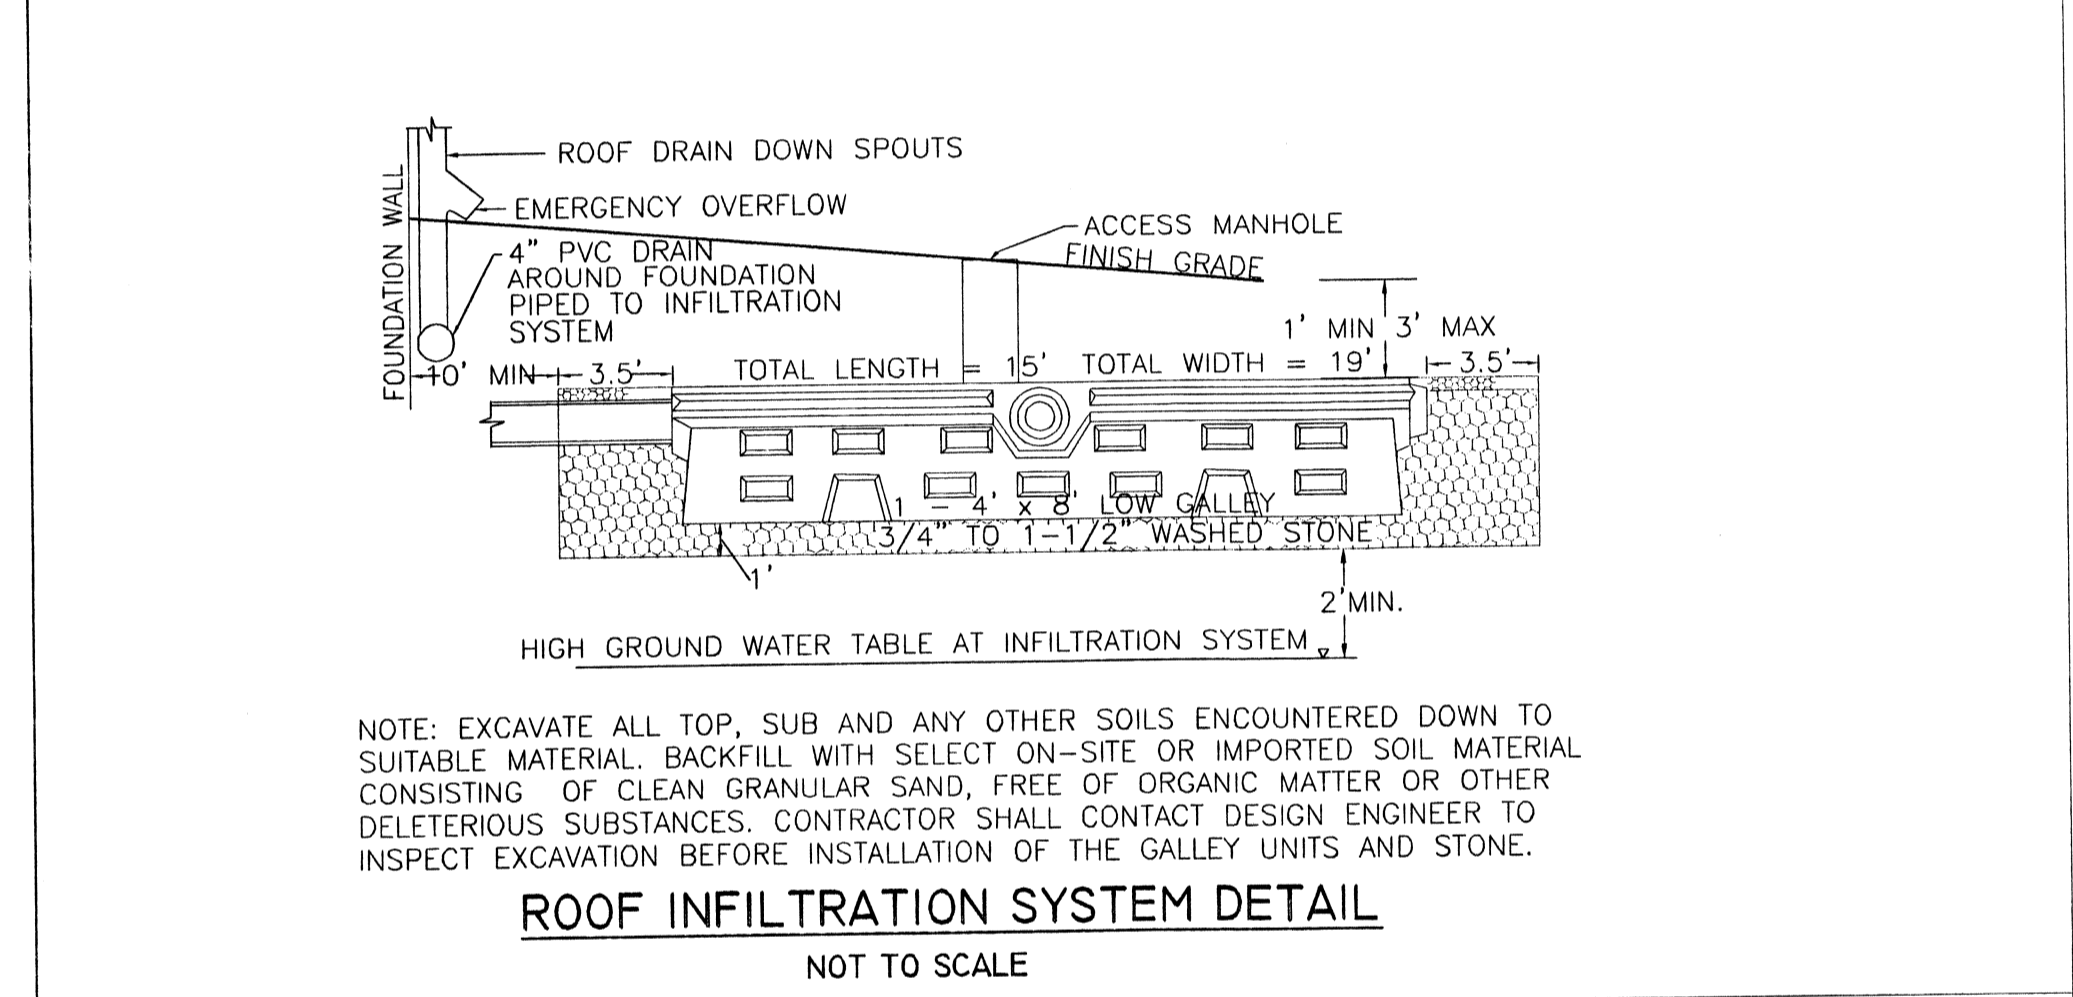 ROOF DRAIN DOWN SPOUTS
FOUNDATION WALL
EMERGENCY OVERFLOW
ACCESS MANHOLE
FINISH GRADE
4" PVC DRAIN
AROUND FOUNDATION
PIPED TO INFILTRATION
SYSTEM
1' MIN 3' MAX
10' MIN 3.5' TOTAL LENGTH = 15' TOTAL WIDTH = 19' 3.5'
1 - 4' x 8' LOW GALLEY
3/4" TO 1-1/2" WASHED STONE
1'
2'MIN.
HIGH GROUND WATER TABLE AT INFILTRATION SYSTEM
NOTE: EXCAVATE ALL TOP, SUB AND ANY OTHER SOILS ENCOUNTERED DOWN TO
SUITABLE MATERIAL. BACKFILL WITH SELECT ON-SITE OR IMPORTED SOIL MATERIAL
CONSISTING OF CLEAN GRANULAR SAND, FREE OF ORGANIC MATTER OR OTHER
DELETERIOUS SUBSTANCES. CONTRACTOR SHALL CONTACT DESIGN ENGINEER TO
INSPECT EXCAVATION BEFORE INSTALLATION OF THE GALLEY UNITS AND STONE.
ROOF INFILTRATION SYSTEM DETAIL
NOT TO SCALE